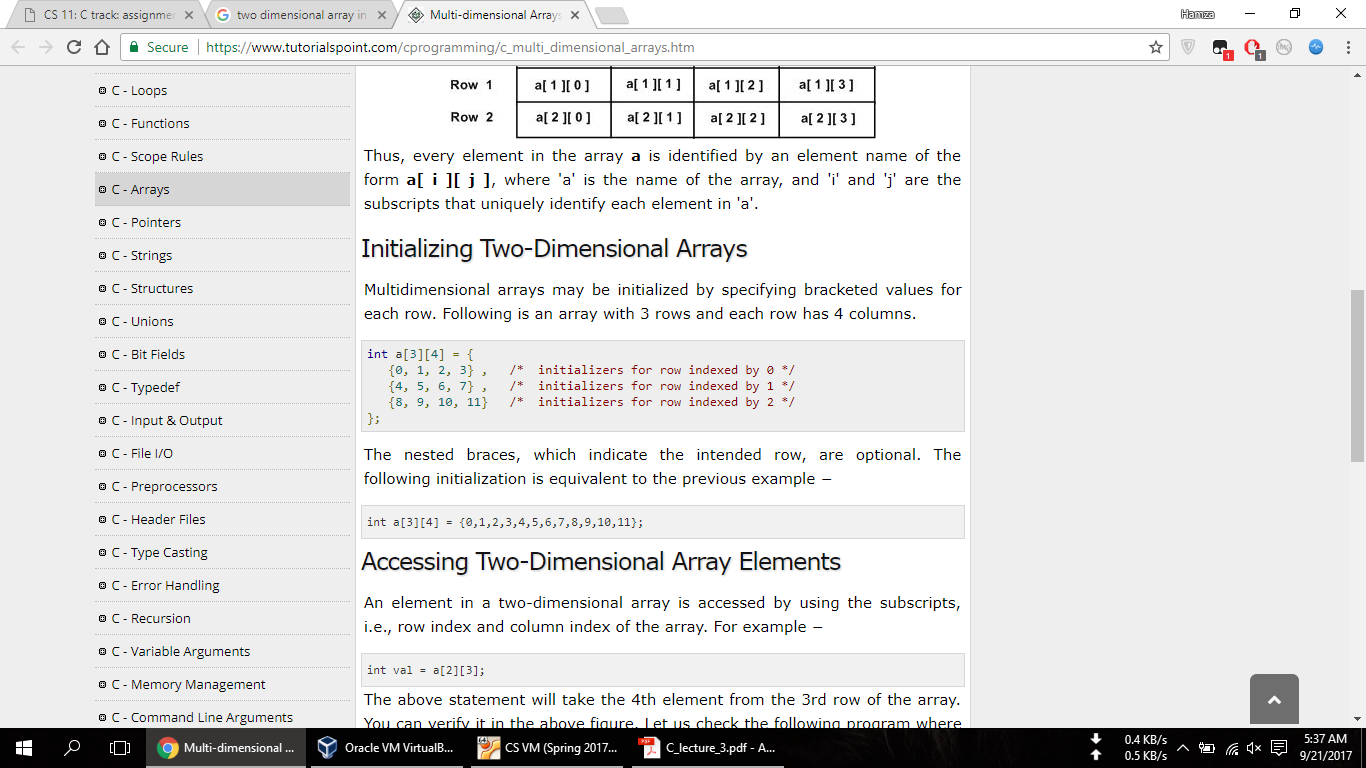 CS 11: C track: assignmer
two dimensional array in
Multi-dimensional Arrays
Hamza
Secure
https://www.tutorialspoint.com/cprogramming/c_multi_dimensional_arrays.htm
1
1
C - Loops
C - Functions
C - Scope Rules
C - Arrays
C - Pointers
C - Strings
C - Structures
C - Unions
C - Bit Fields
C - Typedef
C - Input & Output
C - File I/O
C - Preprocessors
C - Header Files
C - Type Casting
C - Error Handling
C - Recursion
C - Variable Arguments
C - Memory Management
C - Command Line Arguments
Row 1 a[ 1 ][ 0 ] a[ 1 ][ 1 ] a[ 1 ][ 2 ] a[ 1 ][ 3 ]
Row 2 a[ 2 ][ 0 ] a[ 2 ][ 1 ] a[ 2 ][ 2 ] a[ 2 ][ 3 ]
Thus, every element in the array a is identified by an element name of the
form a[ i ][ j ], where 'a' is the name of the array, and 'i' and 'j' are the
subscripts that uniquely identify each element in 'a'.
Initializing Two-Dimensional Arrays
Multidimensional arrays may be initialized by specifying bracketed values for
each row. Following is an array with 3 rows and each row has 4 columns.
int a[3][4] = {
{0, 1, 2, 3} , /* initializers for row indexed by 0 */
{4, 5, 6, 7} , /* initializers for row indexed by 1 */
{8, 9, 10, 11} /* initializers for row indexed by 2 */
};
The nested braces, which indicate the intended row, are optional. The
following initialization is equivalent to the previous example −
int a[3][4] = {0,1,2,3,4,5,6,7,8,9,10,11};
Accessing Two-Dimensional Array Elements
An element in a two-dimensional array is accessed by using the subscripts,
i.e., row index and column index of the array. For example −
int val = a[2][3];
The above statement will take the 4th element from the 3rd row of the array.
You can verify it in the above figure. Let us check the following program where
Multi-dimensional ...
Oracle VM VirtualB...
CS VM (Spring 2017...
C_lecture_3.pdf - A...
0.4 KB/s
0.5 KB/s
5:37 AM
9/21/2017